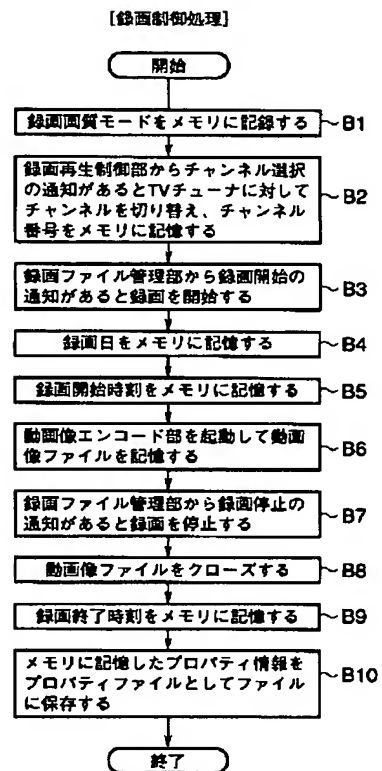 [録画制御処理]
開始
録画画質モードをメモリに記録する
B1
録画再生制御部からチャンネル選択
の通知があるとTVチューナに対して
チャンネルを切り替え、チャンネル
番号をメモリに記憶する
B2
録画ファイル管理部から録画開始の
通知があると録画を開始する
B3
録画日をメモリに記憶する
B4
録画開始時刻をメモリに記憶する
B5
動画像エンコード部を起動して動画
像ファイルを記憶する
B6
録画ファイル管理部から録画停止の
通知があると録画を停止する
B7
動画像ファイルをクローズする
B8
録画終了時刻をメモリに記憶する
B9
メモリに記憶したプロパティ情報を
プロパティファイルとしてファイル
に保存する
B10
終了